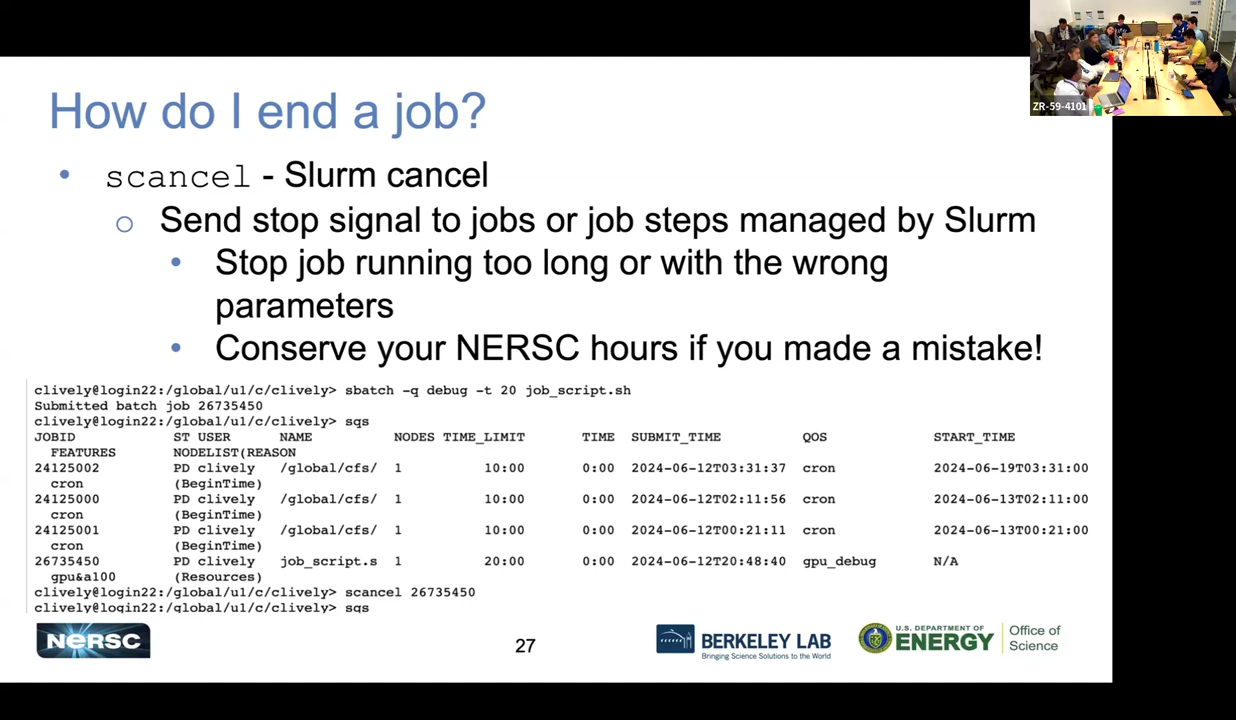 How do I end a job?
• scancel - Slurm cancel
o Send stop signal to jobs or job steps managed by Slurm
• Stop job running too long or with the wrong
parameters
• Conserve your NERSC hours if you made a mistake!
clively@login22:/global/u1/c/clively> sbatch -q debug -t 20 job_script.sh
Submitted batch job 26735450
clively@login22:/global/u1/c/clively> sqs
JOBID ST USER NAME NODES TIME_LIMIT TIME SUBMIT_TIME QOS START_TIME
FEATURES NODELIST(REASON
24125002 PD clively /global/cfs/ 1 10:00 0:00 2024-06-12T03:31:37 cron 2024-06-19T03:31:00
cron (BeginTime)
24125000 PD clively /global/cfs/ 1 10:00 0:00 2024-06-12T02:11:56 cron 2024-06-13T02:11:00
cron (BeginTime)
24125001 PD clively /global/cfs/ 1 10:00 0:00 2024-06-12T00:21:11 cron 2024-06-13T00:21:00
cron (BeginTime)
26735450 PD clively job_script.s 1 20:00 0:00 2024-06-12T20:48:40 gpu_debug N/A
gpu&a100 (Resources)
clively@login22:/global/u1/c/clively> scancel 26735450
clively@login22:/global/u1/c/clively> sqs
NERSC
27
BERKELEY LAB
Bringing Science Solutions to the World
U.S. DEPARTMENT OF
ENERGY
Office of
Science
ZR-59-4101